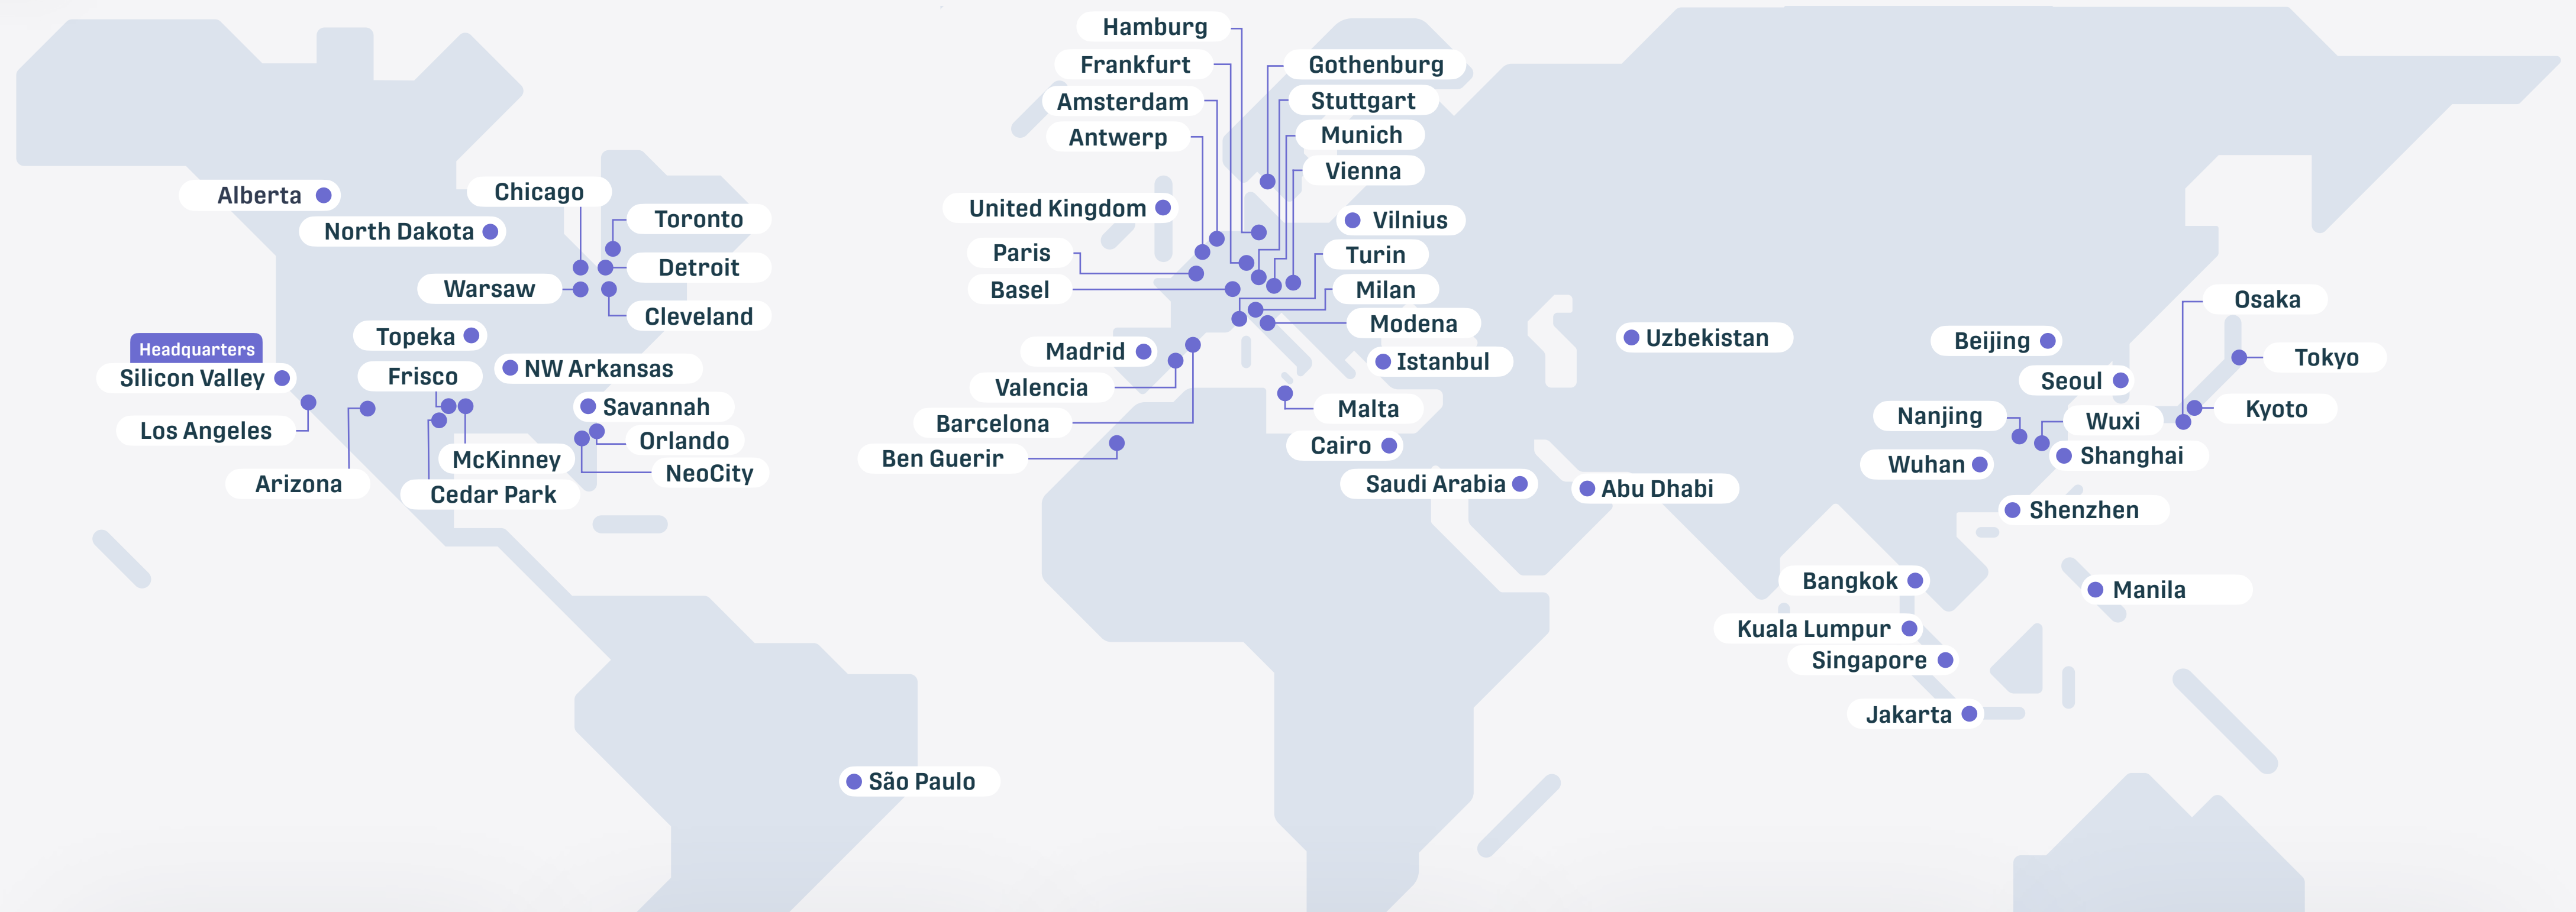 Hamburg
Frankfurt
Gothenburg
Amsterdam
Stuttgart
Antwerp
Munich
Vienna
Alberta
Chicago
United Kingdom
Toronto
Vilnius
North Dakota
Paris
Turin
Detroit
Warsaw
Basel
Milan
Osaka
Cleveland
Modena
Topeka
Uzbekistan
Beijing
Headquarters
Madrid
Tokyo
NW Arkansas
Istanbul
Silicon Valley
Frisco
Seoul
Valencia
Savannah
Malta
Kyoto
Nanjing
Wuxi
Barcelona
Los Angeles
Orlando
Cairo
Shanghai
McKinney
Ben Guerir
Wuhan
NeoCity
Arizona
Saudi Arabia
Abu Dhabi
Cedar Park
Shenzhen
Bangkok
Manila
Kuala Lumpur
Singapore
Jakarta
São Paulo